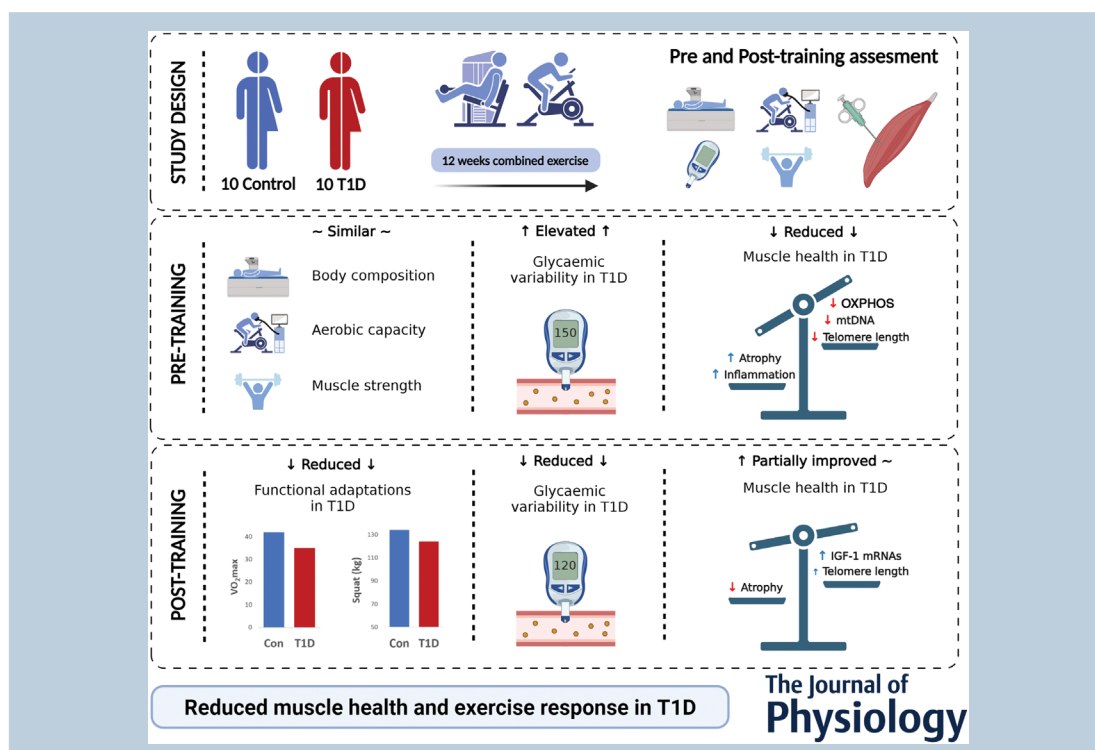 STUDY DESIGN
10 Control
10 T1D
12 weeks combined exercise
Pre and Post-training assesment
PRE-TRAINING
~ Similar ~
Body composition
Aerobic capacity
Muscle strength
↑ Elevated ↑
Glycaemic
variability in T1D
150
↓ Reduced ↓
Muscle health in T1D
↓ OXPHOS
↓ mtDNA
↓ Telomere length
↑ Atrophy
↑ Inflammation
POST-TRAINING
↓ Reduced ↓
Functional adaptations
in T1D
VO2max
40
30
20
10
0
Con T1D
Squat (kg)
130
110
90
70
50
Con T1D
↓ Reduced ↓
Glycaemic
variability in T1D
120
↑ Partially improved ~
Muscle health in T1D
↑ IGF-1 mRNAs
↑ Telomere length
↓ Atrophy
Reduced muscle health and exercise response in T1D
The Journal of
Physiology